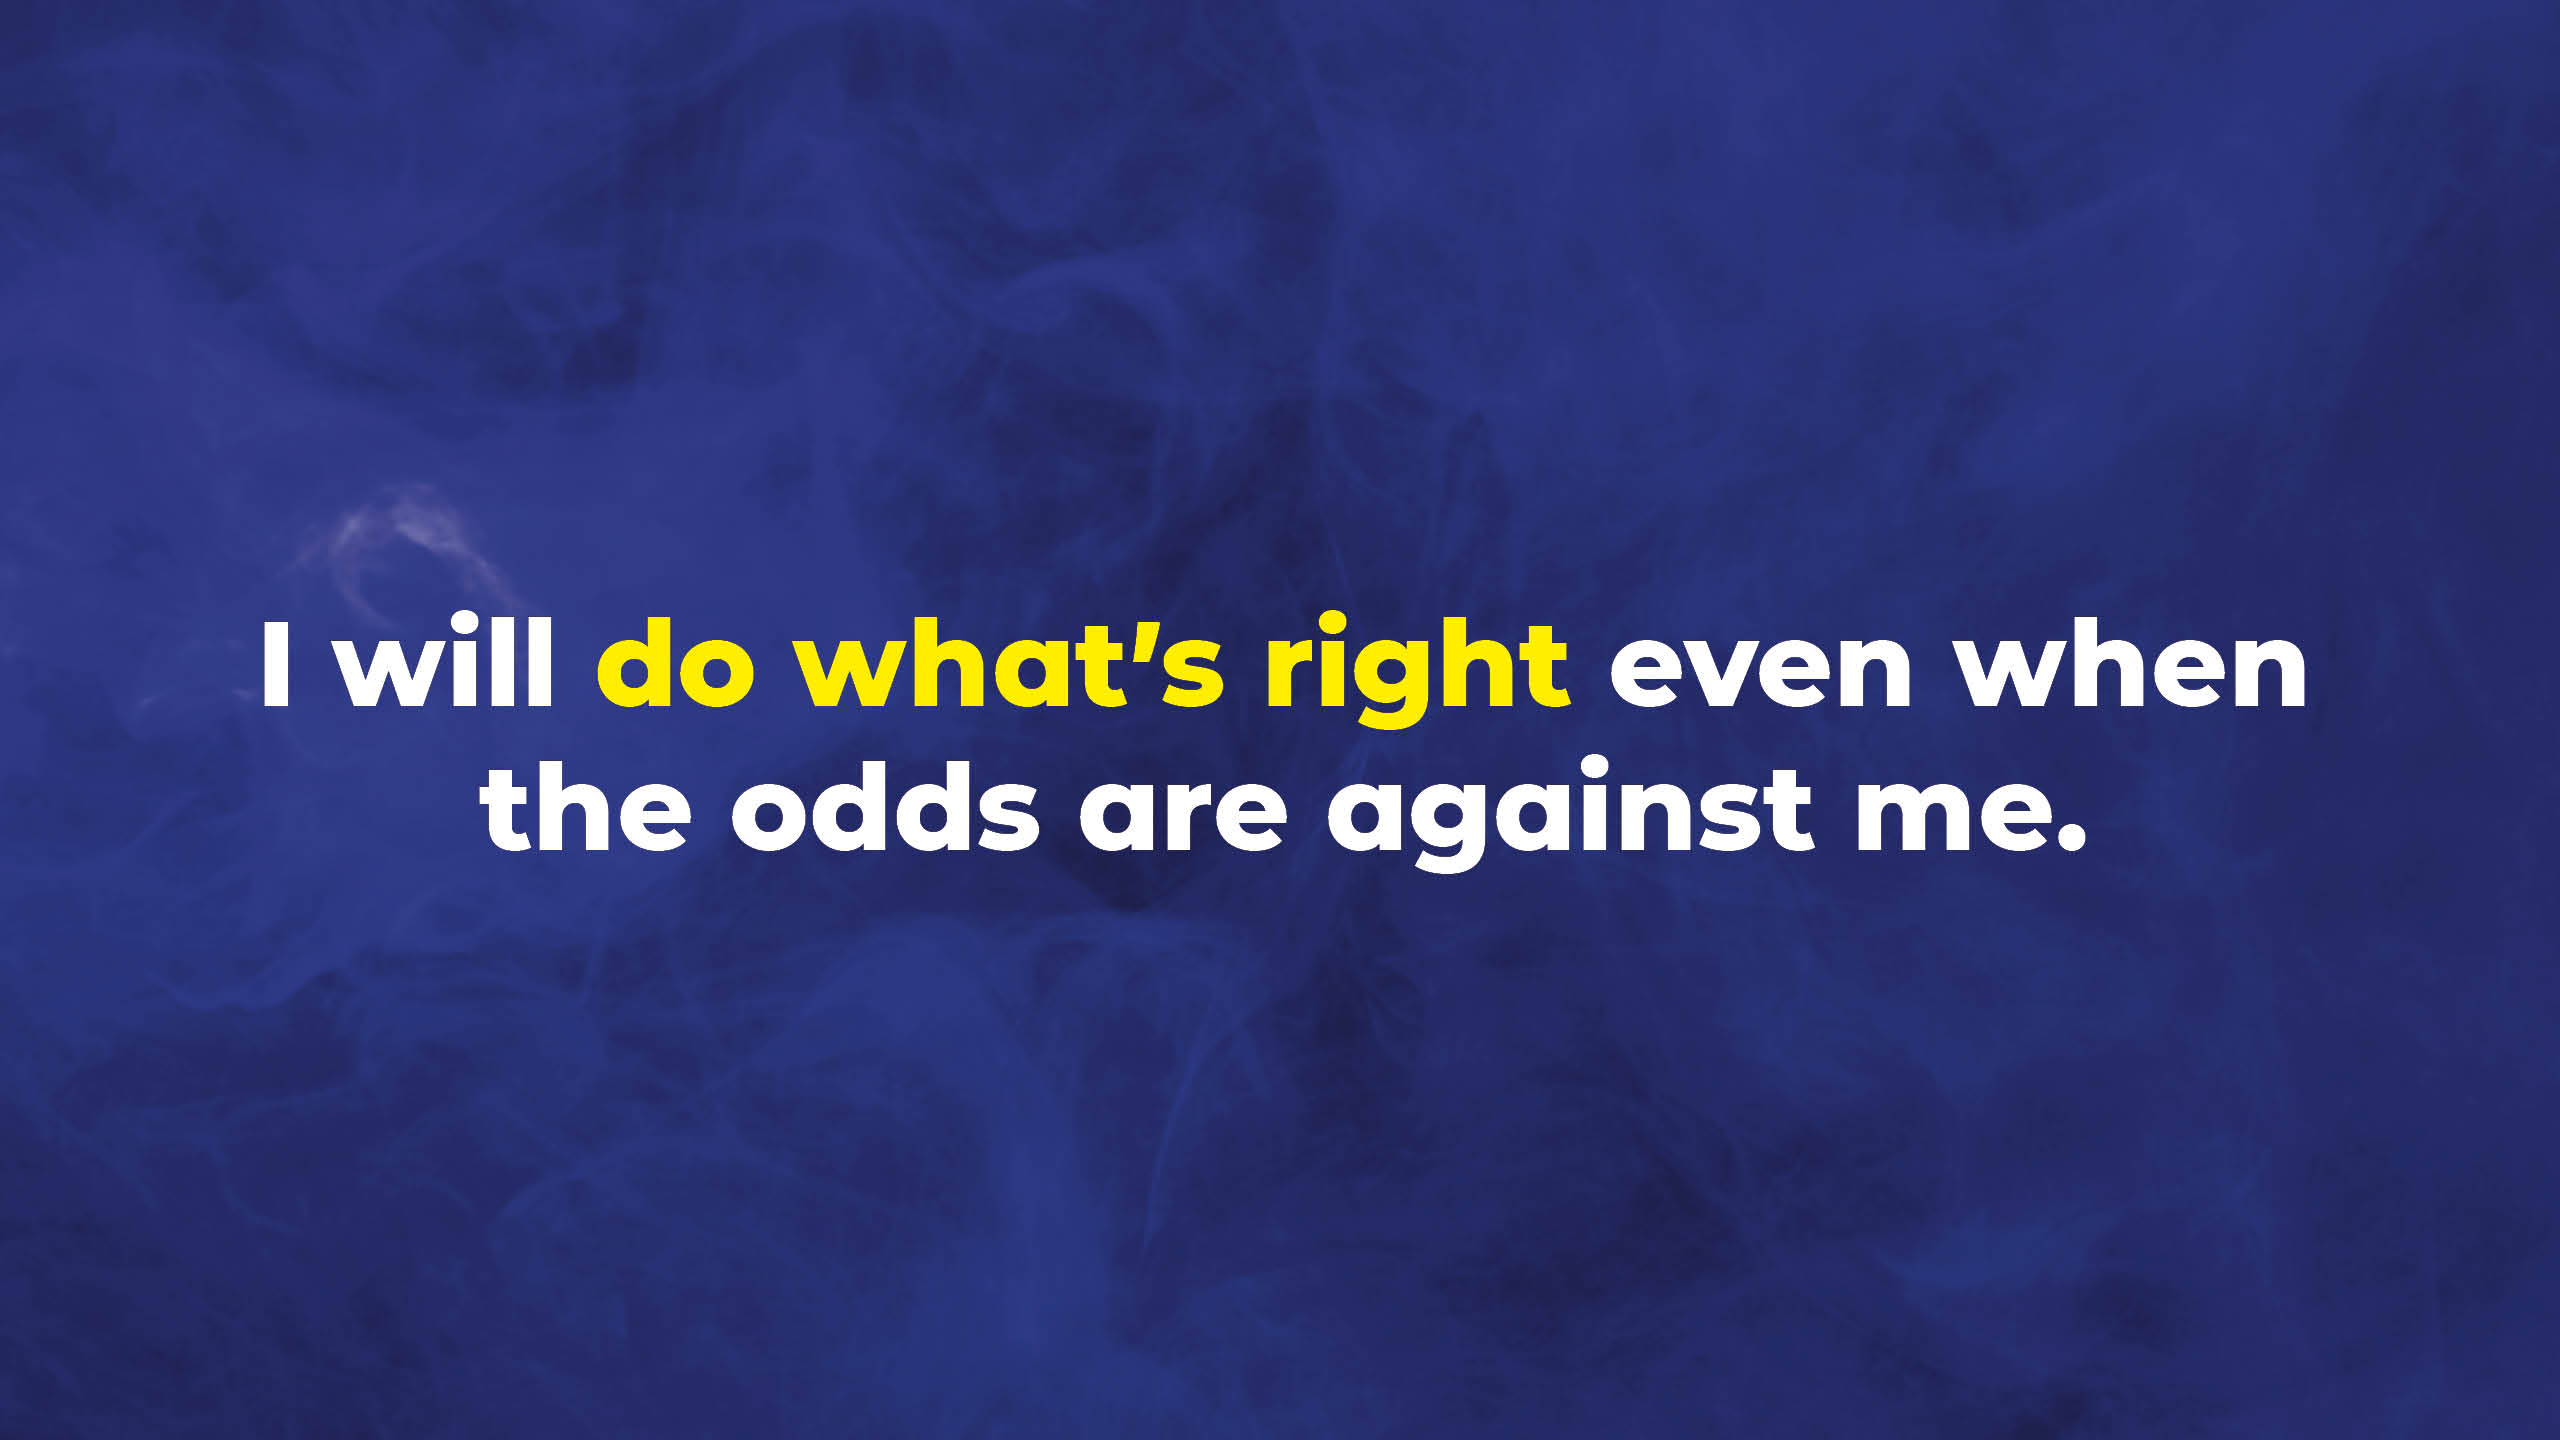 I will do what’s right even when
the odds are against me.